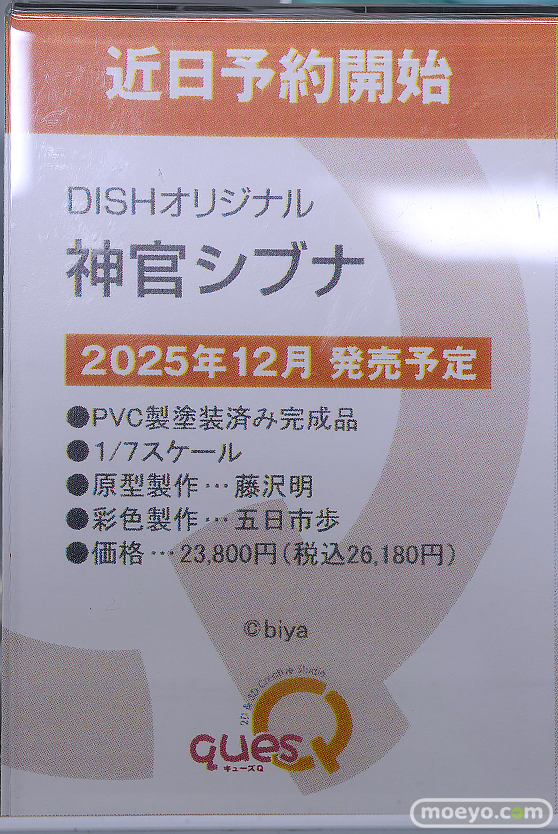 近日予約開始
DISHオリジナル
神官シブナ
2025年12月 発売予定
●PVC製塗装済み完成品
●1/7スケール
●原型製作…藤沢明
●彩色製作…五日市歩
●価格…23,800円(税込26,180円)
©biya
2D & 3D Creative Studio
quesQ
キューズQ
moeyo.com